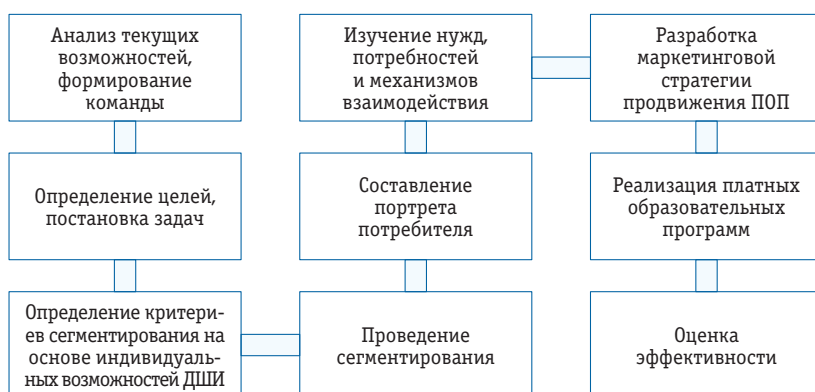 Анализ текущих
возможностей,
формирование
команды
Определение целей,
постановка задач
Определение критери-
ев сегментирования на
основе индивидуаль-
ных возможностей ДШИ
Проведение
сегментирования
Составление
портрета
потребителя
Изучение нужд,
потребностей
и механизмов
взаимодействия
Разработка
маркетинговой
стратегии
продвижения ПОП
Реализация платных
образовательных
программ
Оценка
эффективности